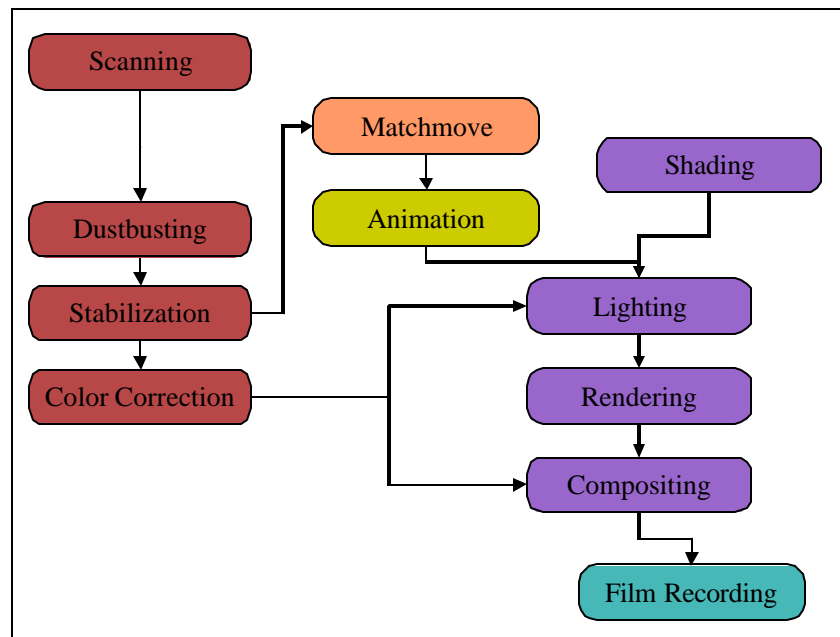 Scanning
Matchmove
Shading
Dustbusting
Animation
Stabilization
Lighting
Color Correction
Rendering
Compositing
Film Recording